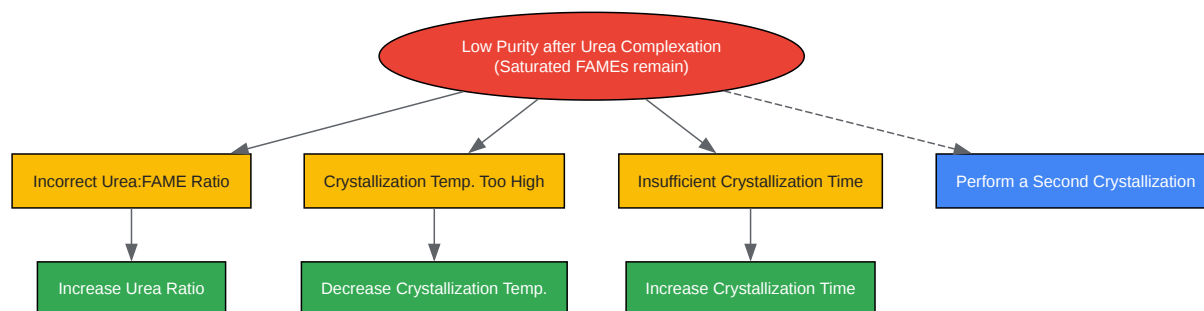 Low Purity after Urea Complexation
(Saturated FAMEs remain)
Incorrect Urea:FAME Ratio
Crystallization Temp. Too High
Insufficient Crystallization Time
Perform a Second Crystallization
Increase Urea Ratio
Decrease Crystallization Temp.
Increase Crystallization Time